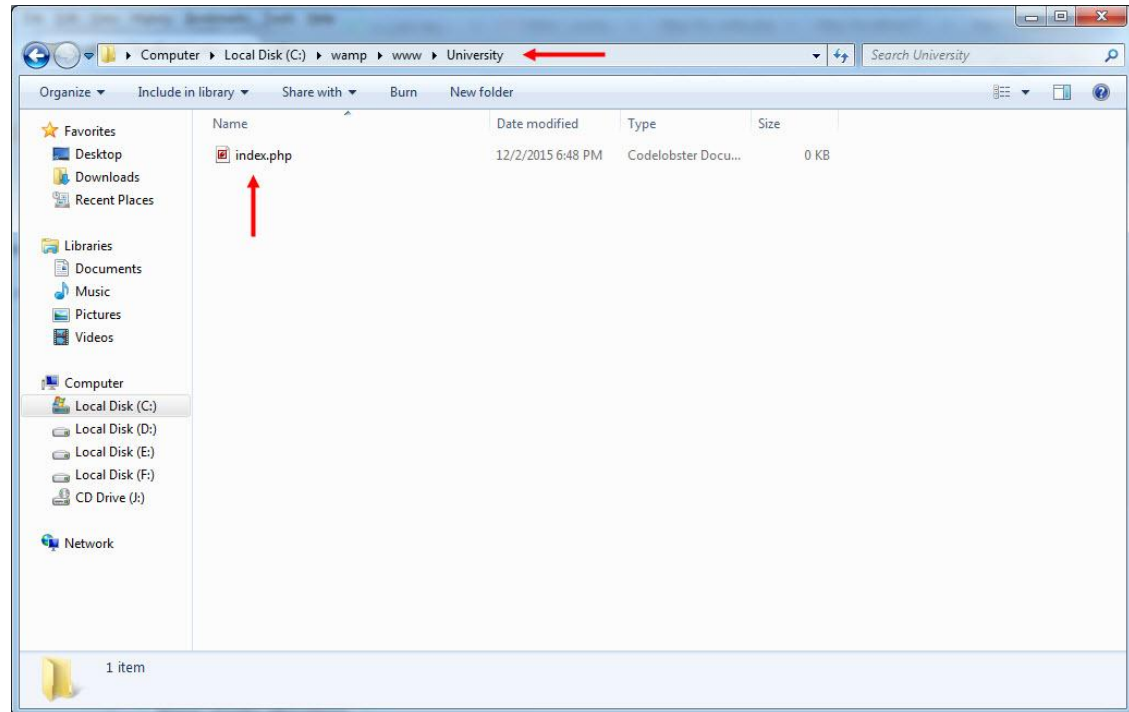 Computer Local Disk (C:) wamp www University
Search University
Organize Include in library Share with Burn New folder
Name Date modified Type Size
index.php 12/2/2015 6:48 PM Codelobster Docu... 0 KB
Favorites
Desktop
Downloads
Recent Places
Libraries
Documents
Music
Pictures
Videos
Computer
Local Disk (C:)
Local Disk (D:)
Local Disk (E:)
Local Disk (F:)
CD Drive (J:)
Network
1 item